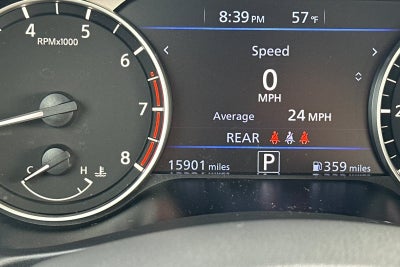 8:39 PM 57°F
4 5 6 7 8
RPMx1000
Speed
0
MPH
Average 24 MPH
REAR
C H
15901 miles P 359 miles